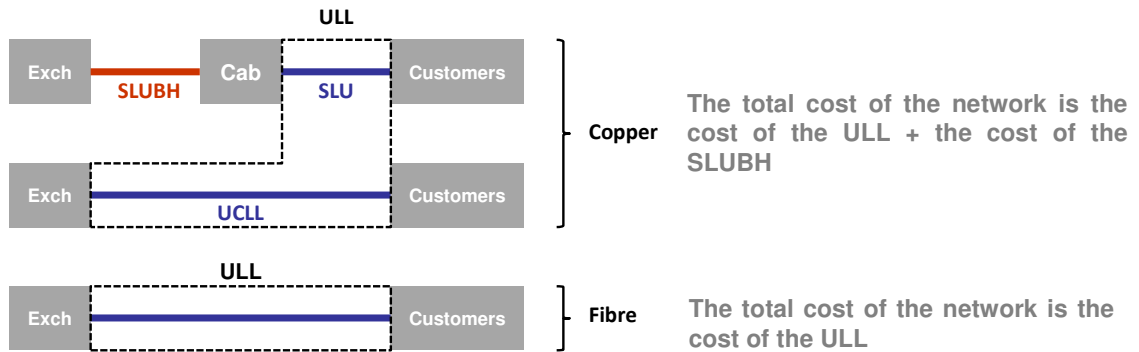 ULL
Exch
Cab
Customers
SLUBH
SLU
The total cost of the network is the
cost of the ULL + the cost of the
SLUBH
Copper
Exch
Customers
UCLL
ULL
Exch
Customers
Fibre
The total cost of the network is the
cost of the ULL